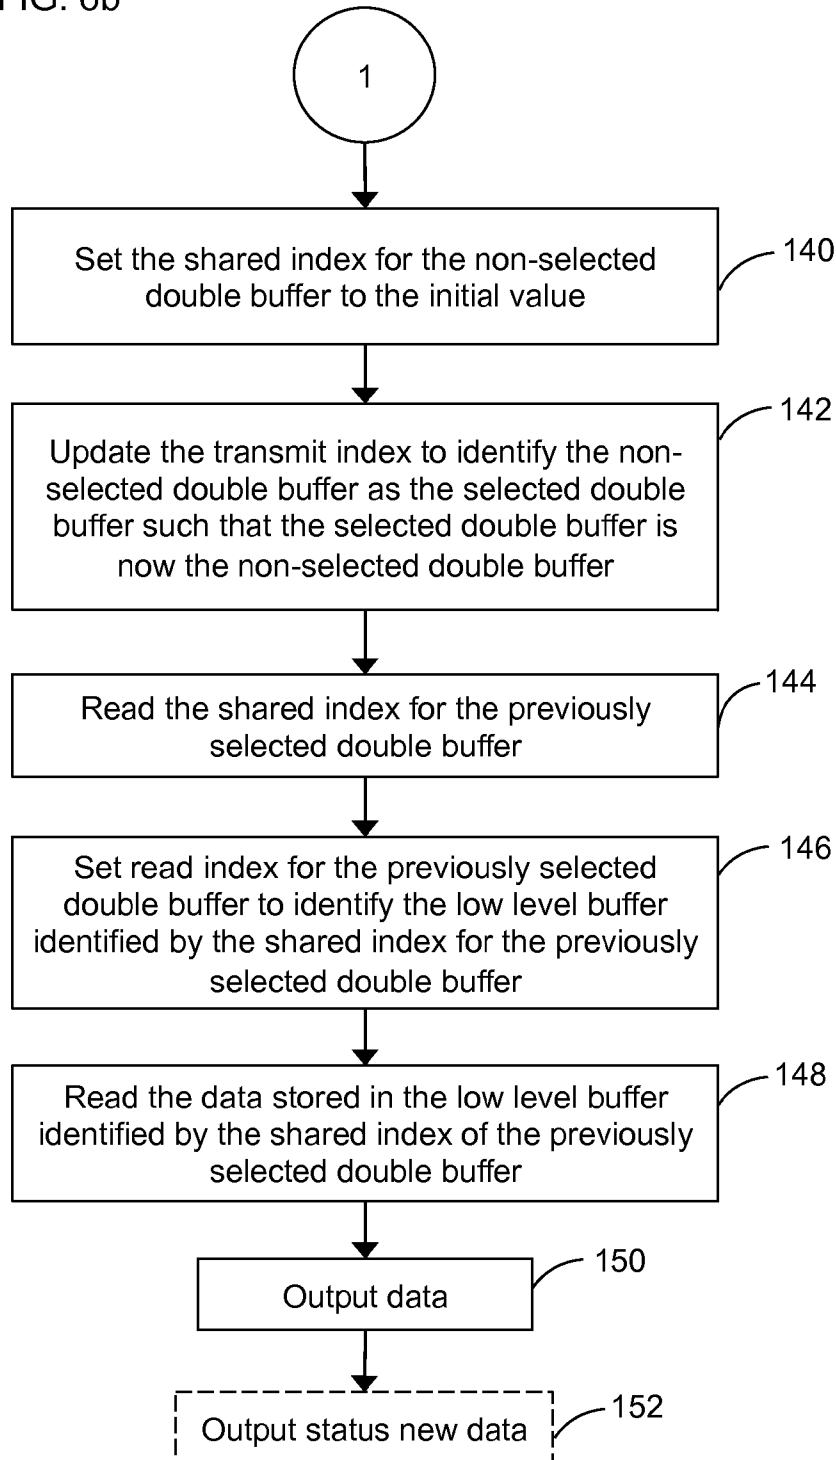 FIG. 6b
1
Set the shared index for the non-selected
double buffer to the initial value
140
Update the transmit index to identify the non-
selected double buffer as the selected double
buffer such that the selected double buffer is
now the non-selected double buffer
142
Read the shared index for the previously
selected double buffer
144
Set read index for the previously selected
double buffer to identify the low level buffer
identified by the shared index for the previously
selected double buffer
146
Read the data stored in the low level buffer
identified by the shared index of the previously
selected double buffer
148
Output data
150
Output status new data
152